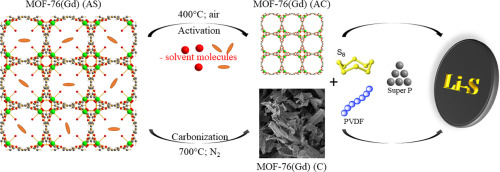 MOF-76(Gd) (AS)
400°C; air
Activation
- solvent molecules
Carbonization
700°C; N2
MOF-76(Gd) (AC)
MOF-76(Gd) (C)
+
S8
Super P
PVDF
Li-S